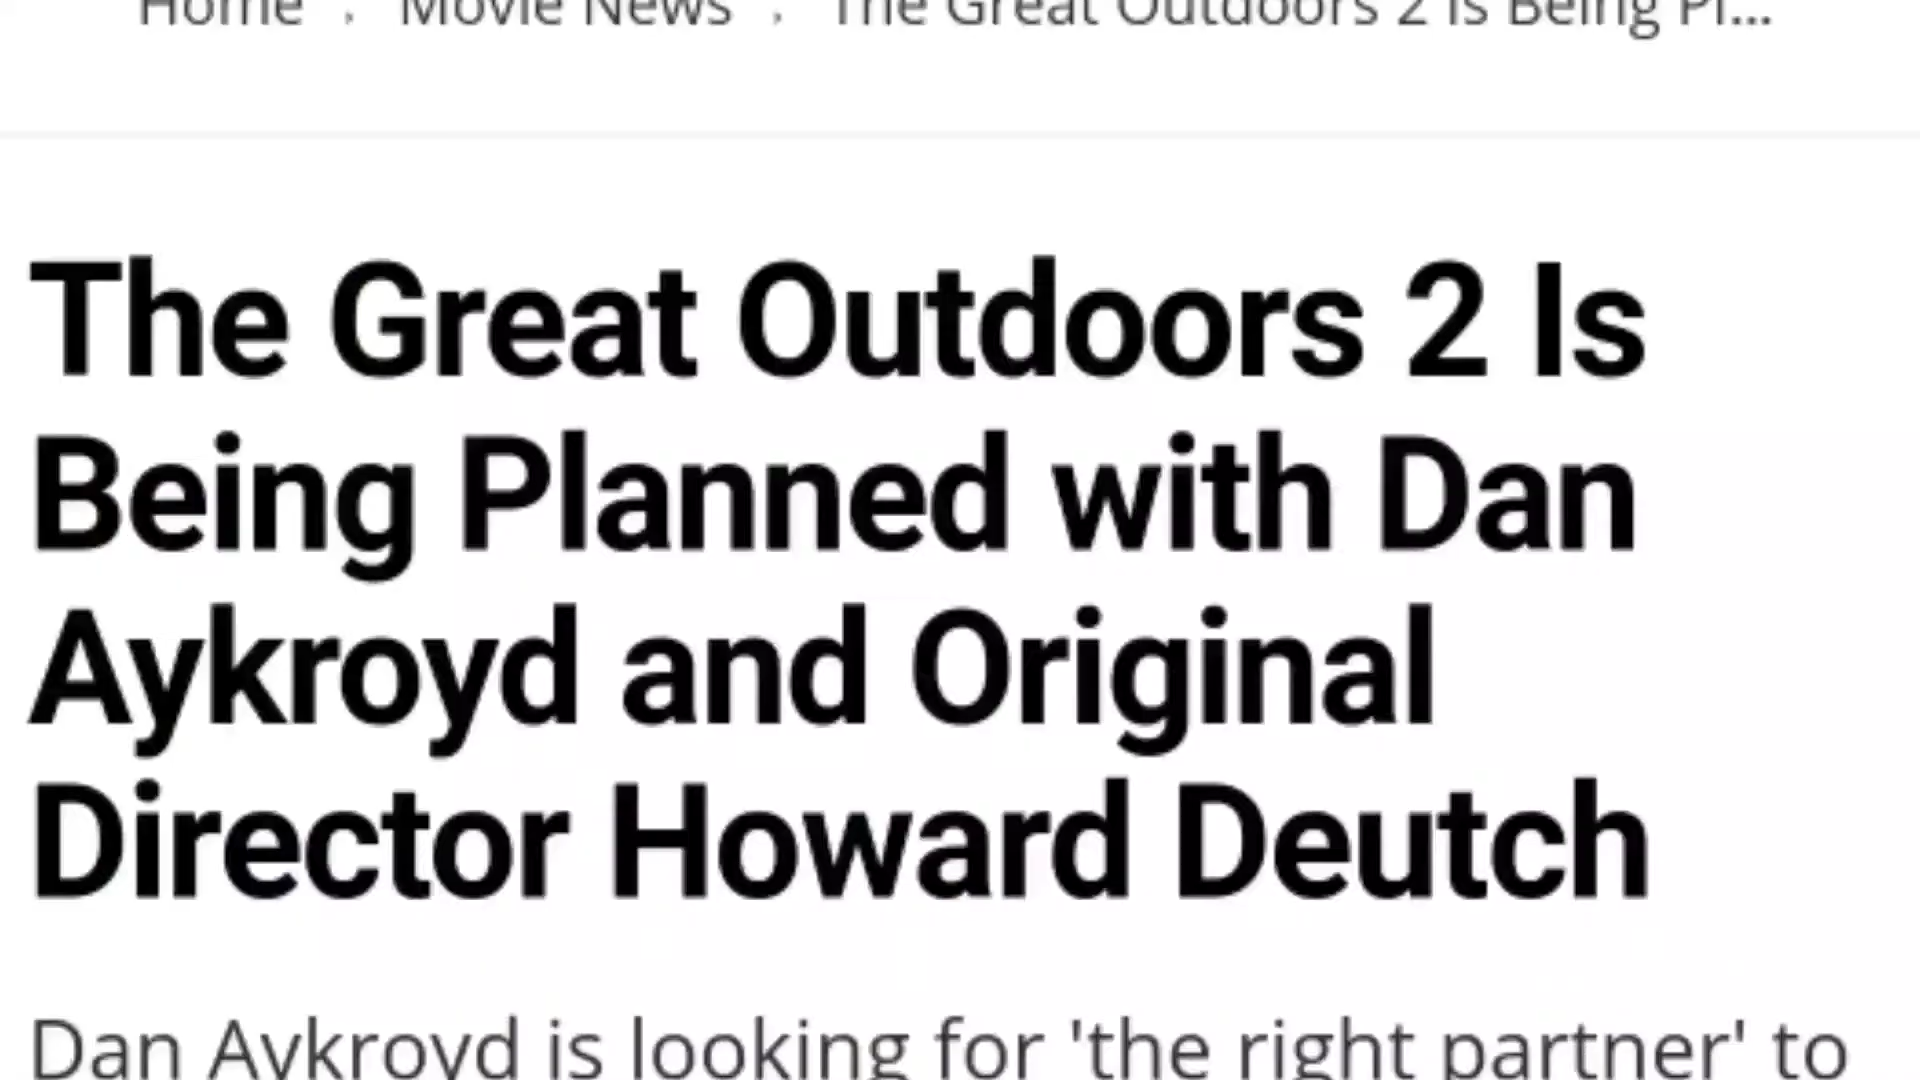 Home Movie News The Great Outdoors 2 Is Being Pl...
The Great Outdoors 2 Is
Being Planned with Dan
Aykroyd and Original
Director Howard Deutch
Dan Aykroyd is looking for 'the right partner' to